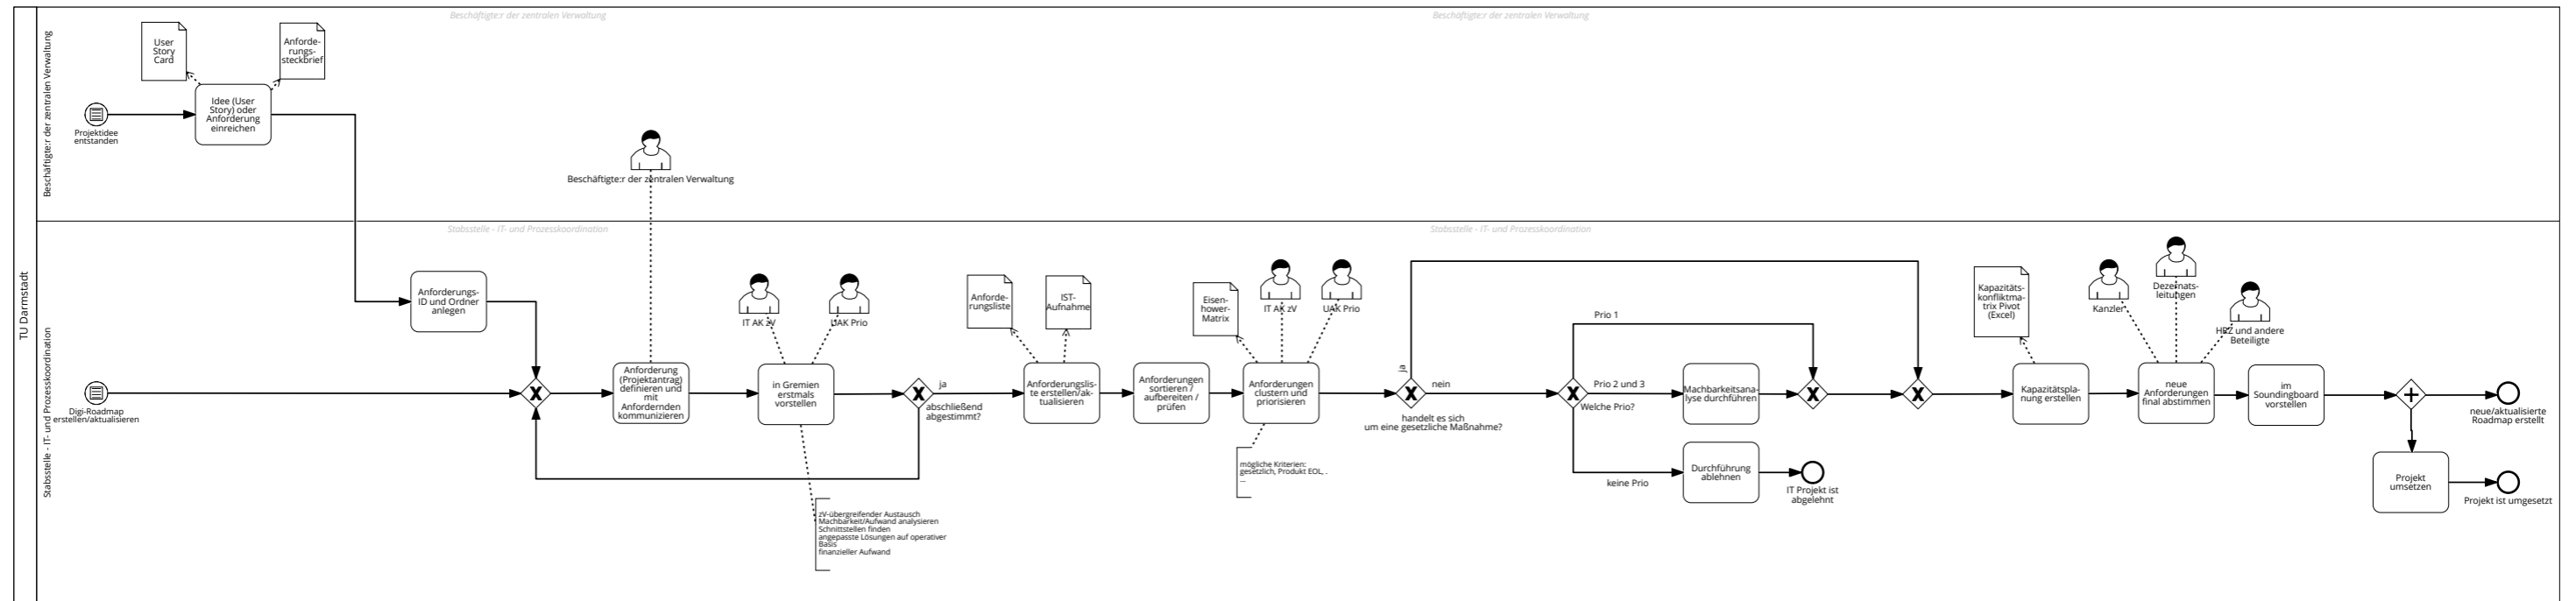 TU Darmstadt
Beschäftigte:r der zentralen Verwaltung
Beschäftigte:r der zentralen Verwaltung
Beschäftigte:r der zentralen Verwaltung
User
Story
Card
Anforde-
rungs-
steckbrief
Projektidee
entstanden
Idee (User
Story) oder
Anforderung
einreichen
Beschäftigte:r der zentralen Verwaltung
Stabsstelle - IT- und Prozesskoordination
Stabsstelle - IT- und Prozesskoordination
Stabsstelle - IT- und Prozesskoordination
Anforderungs-
ID und Ordner
anlegen
Digi-Roadmap
erstellen/aktualisieren
Anforderung
(Projektantrag)
definieren und
mit
Anfordernden
kommunizieren
IT AK zV
UAK Prio
in Gremien
erstmals
vorstellen
zV-übergreifender Austausch
Machbarkeit/Aufwand analysieren
Schnittstellen finden
angepasste Lösungen auf operativer
Basis
finanzieller Aufwand
ja
abschließend
abgestimmt?
Anforde-
rungsliste
IST-
Aufnahme
Anforderungslis-
te erstellen/ak-
tualisieren
Anforderungen
sortieren /
aufbereiten /
prüfen
Eisen-
hower-
Matrix
IT AK zV
UAK Prio
Anforderungen
clustern und
priorisieren
mögliche Kriterien:
gesetzlich, Produkt EOL, .
...
ja
nein
handelt es sich
um eine gesetzliche Maßnahme?
Prio 1
Prio 2 und 3
Welche Prio?
keine Prio
Machbarkeitsana-
lyse durchführen
Durchführung
ablehnen
IT Projekt ist
abgelehnt
Kapazitäts-
konfliktma-
trix Pivot
(Excel)
Kapazitätspla-
nung erstellen
Kanzler
Dezernats-
leitungen
HRZ und andere
Beteiligte
neue
Anforderungen
final abstimmen
im
Soundingboard
vorstellen
neue/aktualisierte
Roadmap erstellt
Projekt
umsetzen
Projekt ist umgesetzt